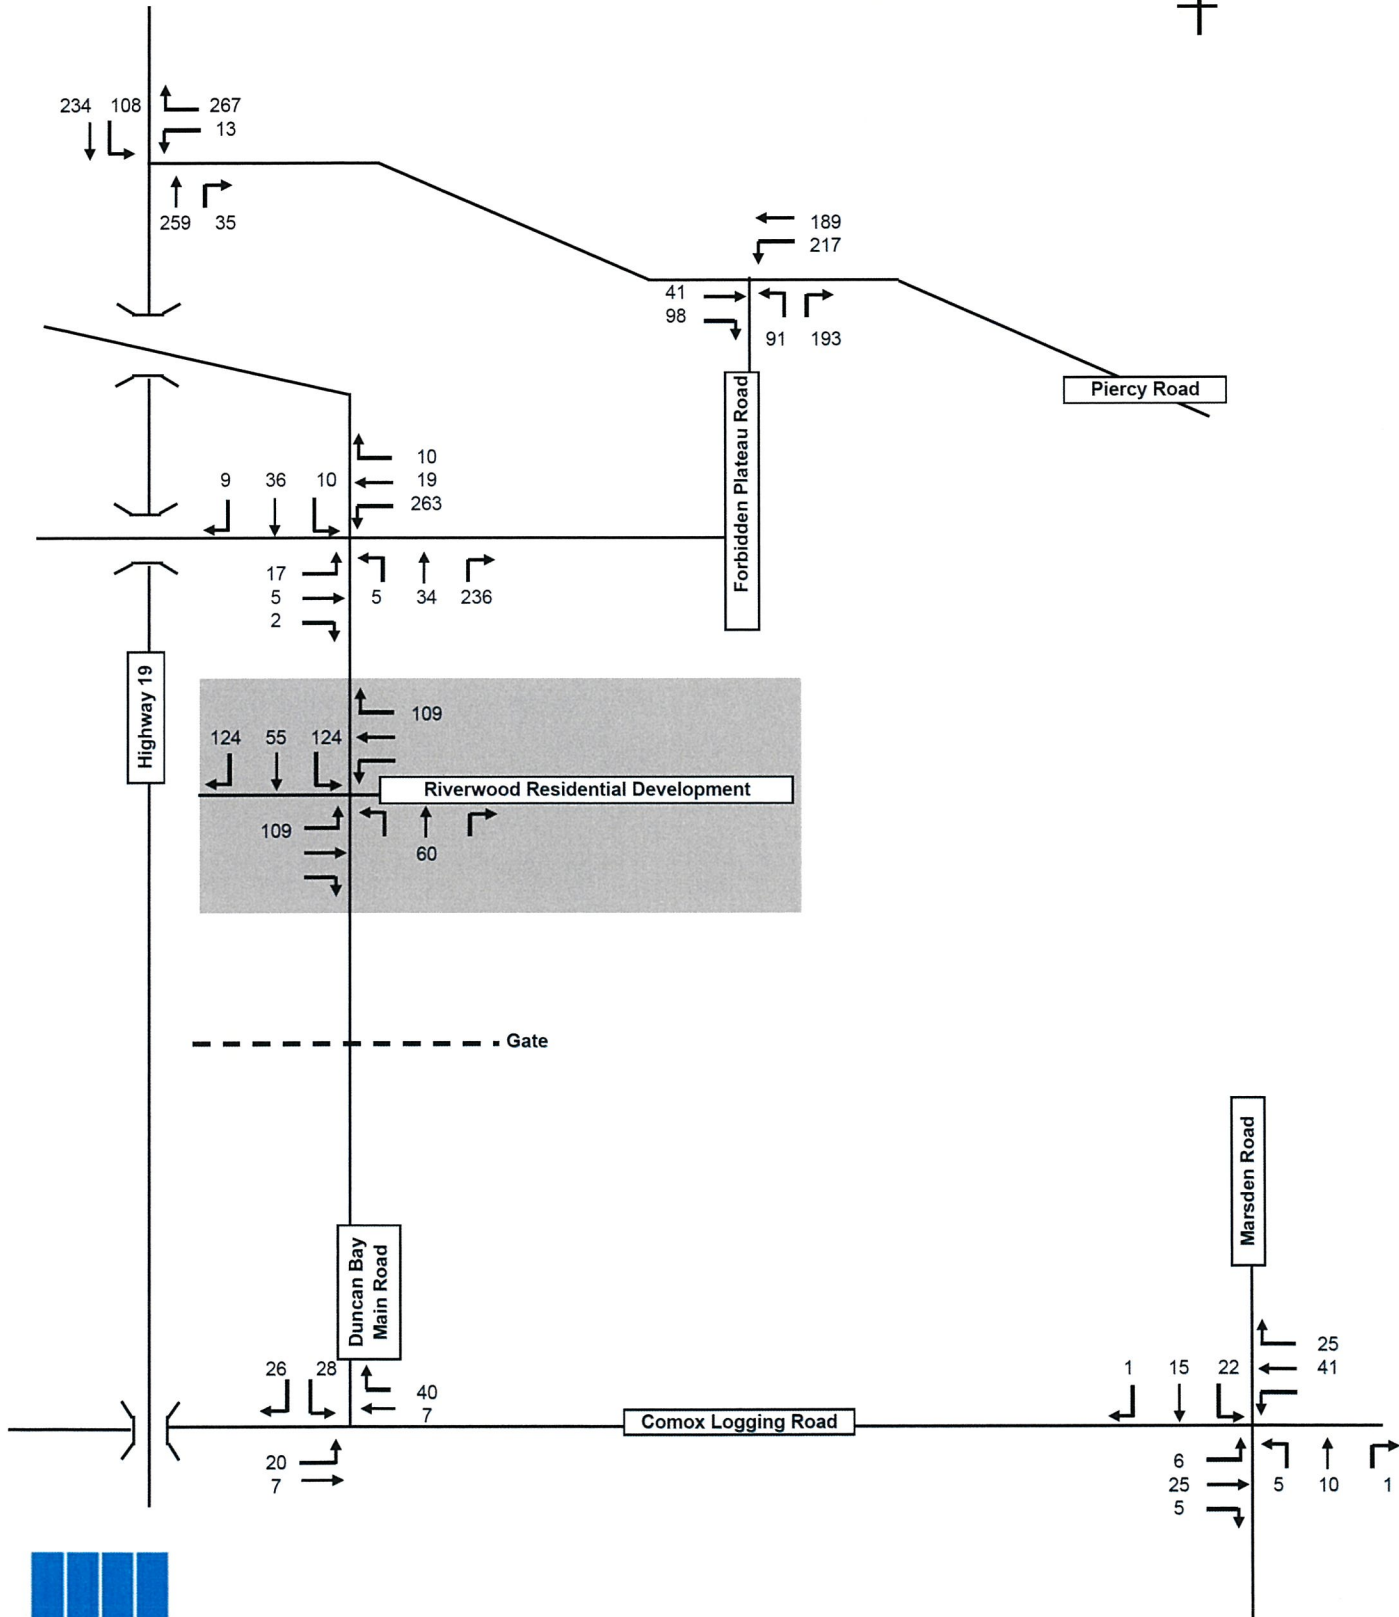 234 108 267
13
259 35
189
217
41
98
91 193
Piercy Road
Forbidden Plateau Road
10
9 36 10 19
263
17
5 5 34 236
2
Highway 19
109
124 55 124
Riverwood Residential Development
109
60
Gate
Marsden Road
Duncan Bay
Main Road
26 28
40
7
Comox Logging Road
20
7
25
1 15 22 41
6
25 5 10 1
5